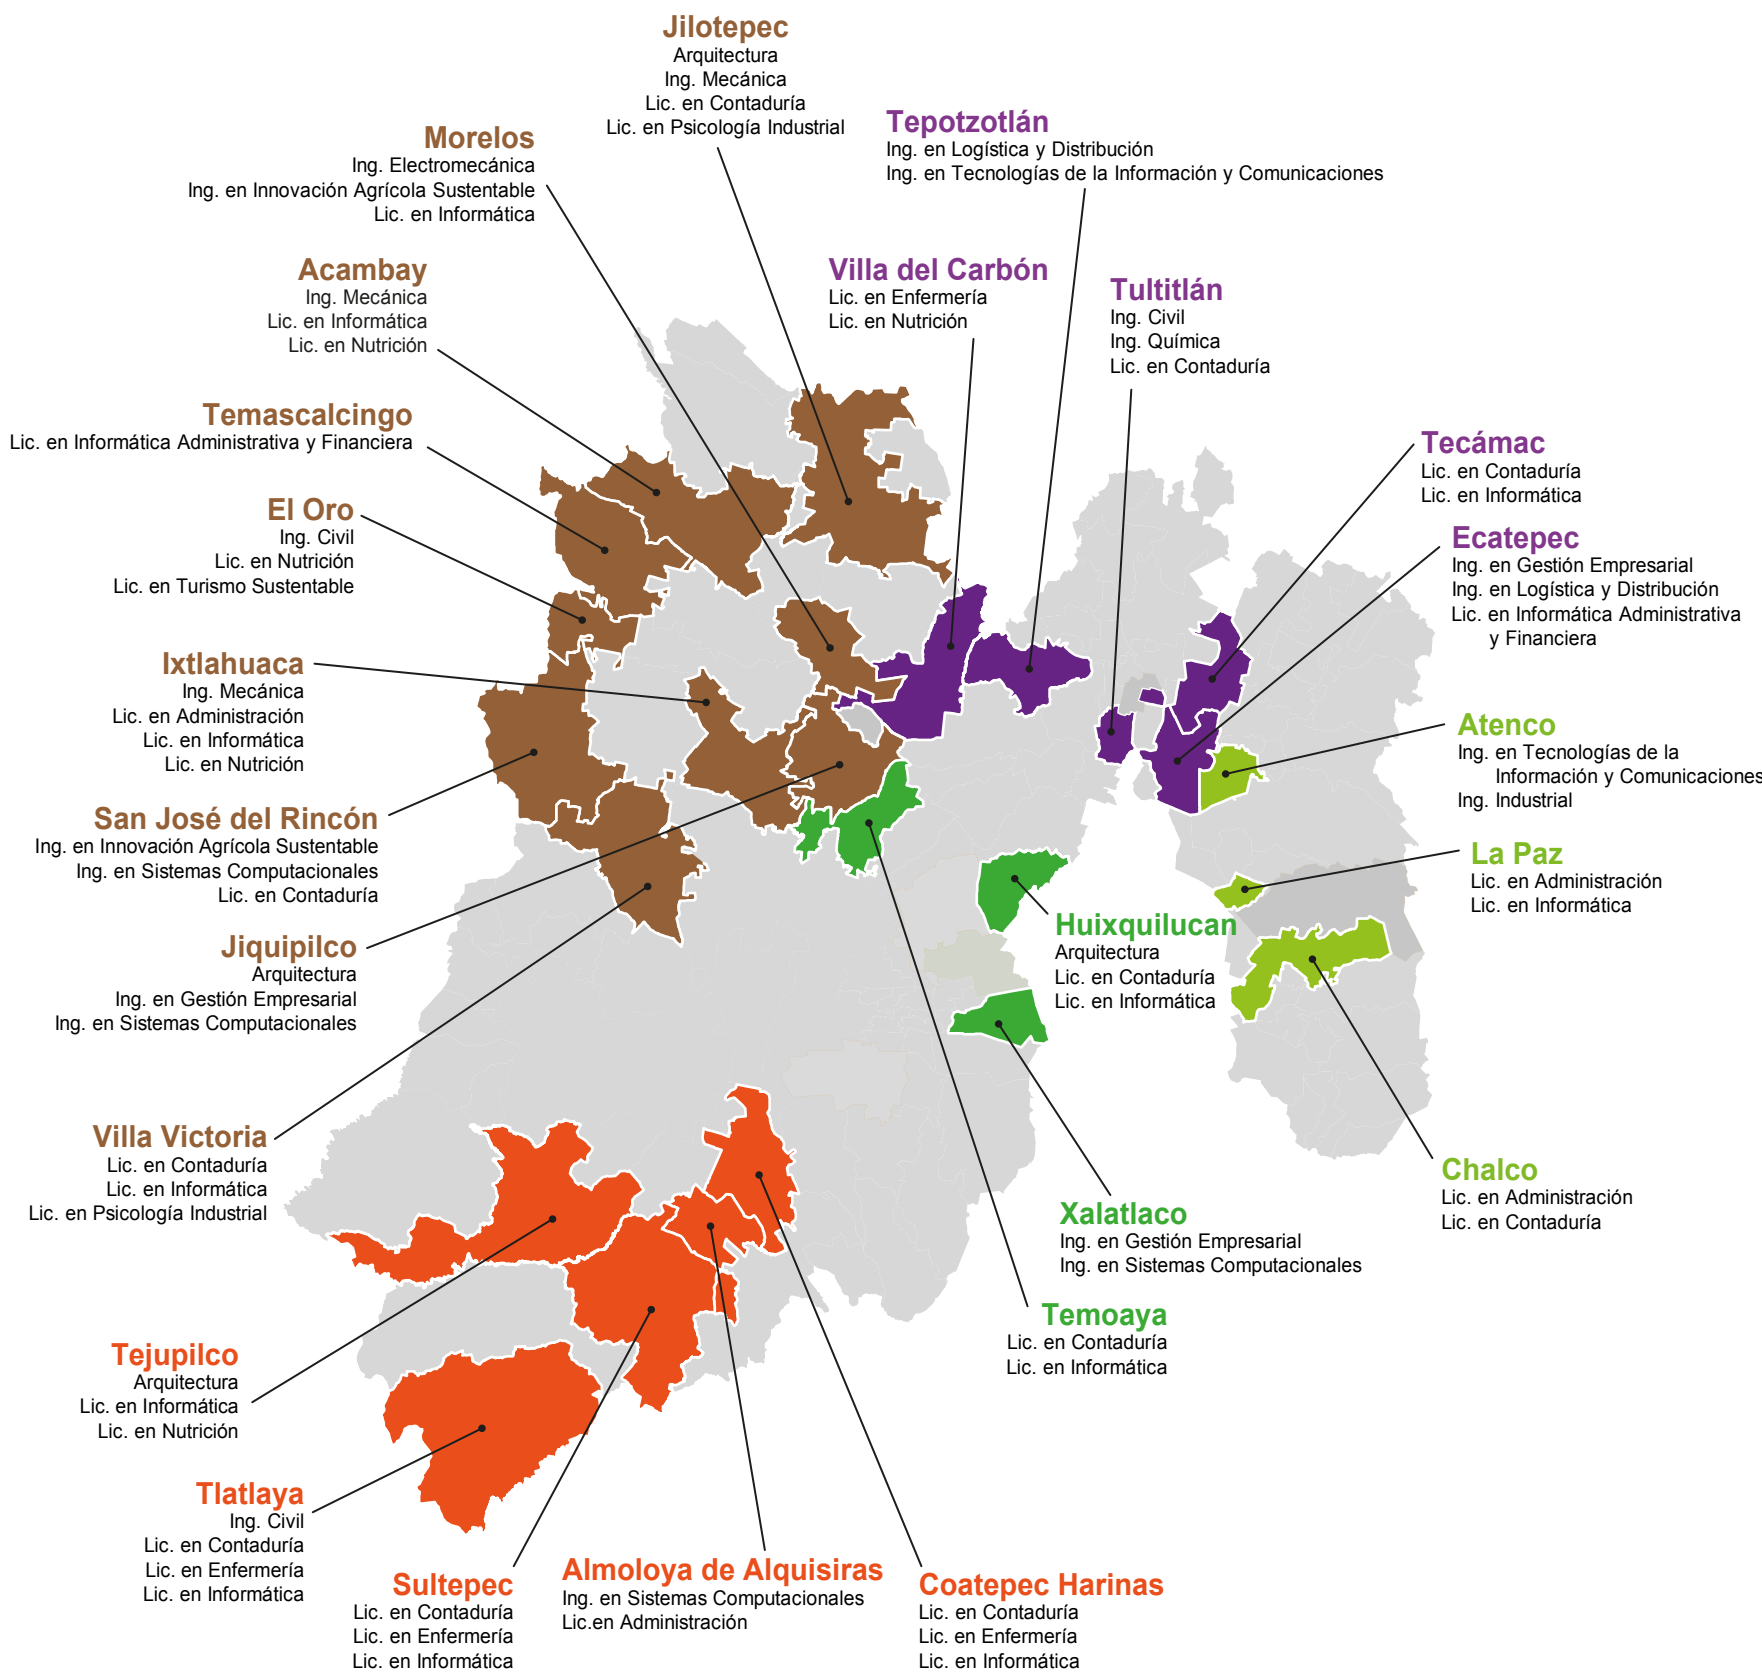 Jilotepec
Arquitectura
Ing. Mecánica
Lic. en Contaduría
Lic. en Psicología Industrial
Tepotzotlán
Ing. en Logística y Distribución
Ing. en Tecnologías de la Información y Comunicaciones
Morelos
Ing. Electromecánica
Ing. en Innovación Agrícola Sustentable
Lic. en Informática
Acambay
Ing. Mecánica
Lic. en Informática
Lic. en Nutrición
Villa del Carbón
Lic. en Enfermería
Lic. en Nutrición
Tultitlán
Ing. Civil
Ing. Química
Lic. en Contaduría
Temascalcingo
Lic. en Informática Administrativa y Financiera
Tecámac
Lic. en Contaduría
Lic. en Informática
El Oro
Ing. Civil
Lic. en Nutrición
Lic. en Turismo Sustentable
Ecatepec
Ing. en Gestión Empresarial
Ing. en Logística y Distribución
Lic. en Informática Administrativa
y Financiera
Ixtlahuaca
Ing. Mecánica
Lic. en Administración
Lic. en Informática
Lic. en Nutrición
Atenco
Ing. en Tecnologías de la
Información y Comunicaciones
Ing. Industrial
San José del Rincón
Ing. en Innovación Agrícola Sustentable
Ing. en Sistemas Computacionales
Lic. en Contaduría
La Paz
Lic. en Administración
Lic. en Informática
Huixquilucan
Arquitectura
Lic. en Contaduría
Lic. en Informática
Jiquipilco
Arquitectura
Ing. en Gestión Empresarial
Ing. en Sistemas Computacionales
Villa Victoria
Lic. en Contaduría
Lic. en Informática
Lic. en Psicología Industrial
Chalco
Lic. en Administración
Lic. en Contaduría
Xalatlaco
Ing. en Gestión Empresarial
Ing. en Sistemas Computacionales
Temoaya
Lic. en Contaduría
Lic. en Informática
Tejupilco
Arquitectura
Lic. en Informática
Lic. en Nutrición
Tlatlaya
Ing. Civil
Lic. en Contaduría
Lic. en Enfermería
Lic. en Informática
Sultepec
Lic. en Contaduría
Lic. en Enfermería
Lic. en Informática
Almoloya de Alquisiras
Ing. en Sistemas Computacionales
Lic.en Administración
Coatepec Harinas
Lic. en Contaduría
Lic. en Enfermería
Lic. en Informática